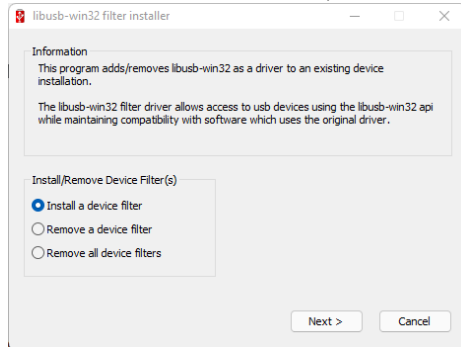 libusb-win32 filter installer
Information
This program adds/removes libusb-win32 as a driver to an existing device
installation.
The libusb-win32 filter driver allows access to usb devices using the libusb-win32 api
while maintaining compatibility with software which uses the original driver.
Install/Remove Device Filter(s)
Install a device filter
Remove a device filter
Remove all device filters
Next >
Cancel